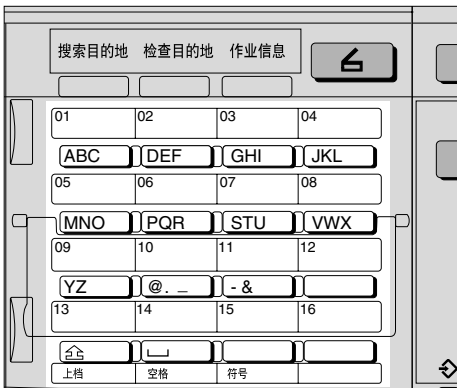 搜索目的地 检查目的地 作业信息
01 02 03 04
ABC DEF GHI JKL
05 06 07 08
MNO PQR STU VWX
09 10 11 12
YZ @. _ - &
13 14 15 16
上档 空格 符号